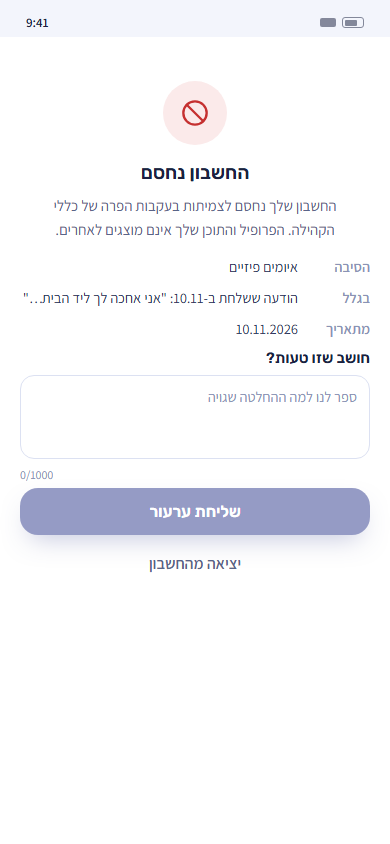 9:41
החשבון נחסם
החשבון שלך נחסם לצמיתות בעקבות הפרה של כללי
הקהילה. הפרופיל והתוכן שלך אינם מוצגים לאחרים.
הסיבה איומים פיזיים
בגלל הודעה ששלחת ב-10.11: "אני אחכה לך ליד הבית…"
מתאריך 10.11.2026
חושב שזו טעות?
ספר לנו למה ההחלטה שגויה
0/1000
שליחת ערעור
יציאה מהחשבון